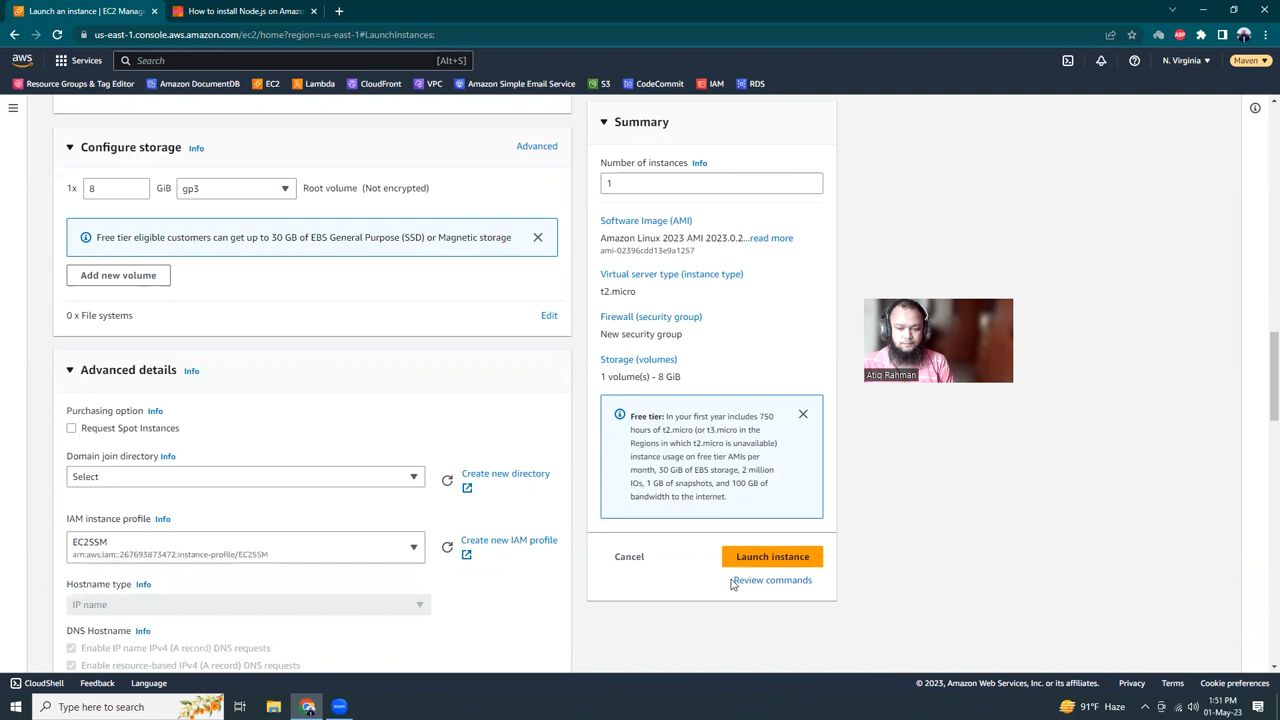 Launch an instance | EC2 Manag
How to install Node.js on Amazo
us-east-1.console.aws.amazon.com/ec2/home?region=us-east-1#LaunchInstances:
aws
Services
Search
[Alt+S]
N. Virginia
Maven
Resource Groups & Tag Editor
Amazon DocumentDB
EC2
Lambda
CloudFront
VPC
Amazon Simple Email Service
S3
CodeCommit
IAM
RDS
Configure storage
Info
Advanced
1x
8
GiB
gp3
Root volume (Not encrypted)
Free tier eligible customers can get up to 30 GB of EBS General Purpose (SSD) or Magnetic storage
Add new volume
0 x File systems
Edit
Advanced details
Info
Purchasing option Info
Request Spot Instances
Domain join directory Info
Select
Create new directory
IAM instance profile Info
EC2SSM
arn:aws:iam::267693873472:instance-profile/EC2SSM
Create new IAM profile
Hostname type Info
IP name
DNS Hostname Info
Enable IP name IPv4 (A record) DNS requests
Enable resource-based IPv4 (A record) DNS requests
Summary
Number of instances Info
1
Software Image (AMI)
Amazon Linux 2023 AMI 2023.0.2...read more
ami-02396cdd13e9a1257
Virtual server type (instance type)
t2.micro
Firewall (security group)
New security group
Storage (volumes)
1 volume(s) - 8 GiB
Free tier: In your first year includes 750
hours of t2.micro (or t3.micro in the
Regions in which t2.micro is unavailable)
instance usage on free tier AMIs per
month, 30 GiB of EBS storage, 2 million
IOs, 1 GB of snapshots, and 100 GB of
bandwidth to the internet.
Cancel
Launch instance
Review commands
Atiq Rahman
CloudShell
Feedback
Language
© 2023, Amazon Web Services, Inc. or its affiliates.
Privacy
Terms
Cookie preferences
Type here to search
zoom
91°F Haze
1:51 PM
01-May-23